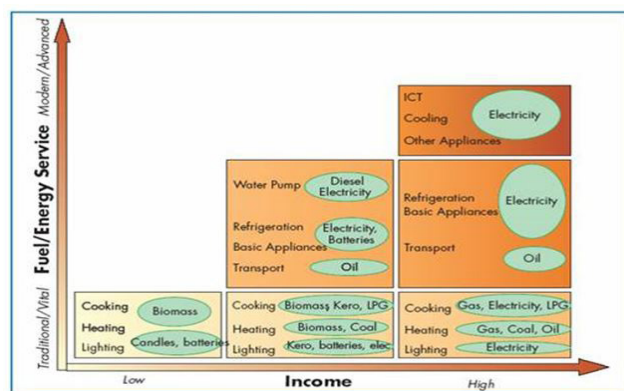 Modern/Advanced
Fuel/Energy Service
Traditional/Vital
ICT
Cooling
Other Appliances
Electricity
Water Pump
Diesel
Electricity
Refrigeration
Basic Appliances
Electricity,
Batteries
Transport
Oil
Refrigeration
Basic Appliances
Electricity
Transport
Oil
Cooking
Biomass
Heating
Lighting
Candles, batteries
Cooking
Biomass, Kero, LPG
Heating
Biomass, Coal
Lighting
Kero, batteries, elec.
Cooking
Gas, Electricity, LPG
Heating
Gas, Coal, Oil
Lighting
Electricity
Low
Income
High